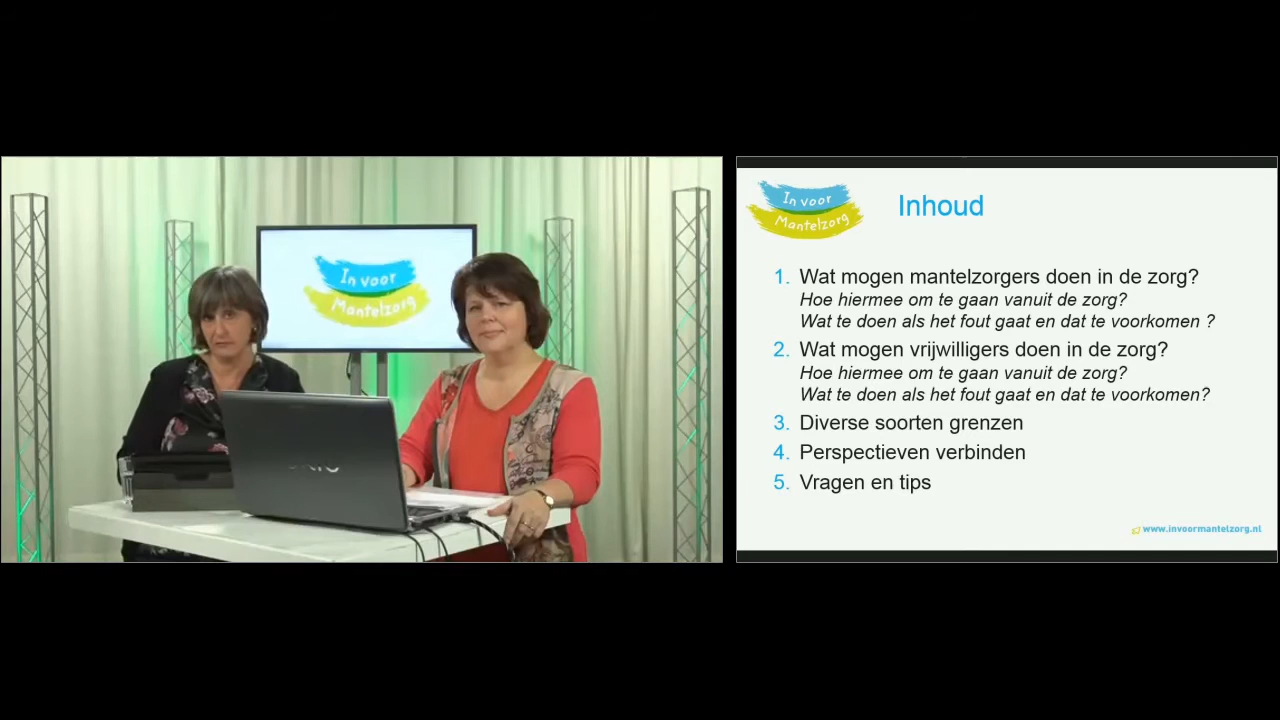 In voor
Mantelzorg
VAIO
In voor
Mantelzorg
Inhoud
1. Wat mogen mantelzorgers doen in de zorg?
Hoe hiermee om te gaan vanuit de zorg?
Wat te doen als het fout gaat en dat te voorkomen ?
2. Wat mogen vrijwilligers doen in de zorg?
Hoe hiermee om te gaan vanuit de zorg?
Wat te doen als het fout gaat en dat te voorkomen?
3. Diverse soorten grenzen
4. Perspectieven verbinden
5. Vragen en tips
www.invoormantelzorg.nl